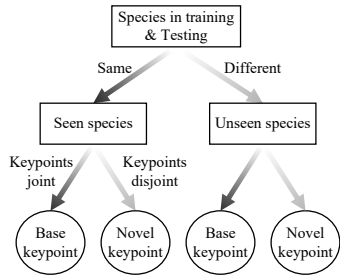 Species in training
& Testing
Same
Different
Seen species
Unseen species
Keypoints
joint
Keypoints
disjoint
Base
keypoint
Novel
keypoint
Base
keypoint
Novel
keypoint